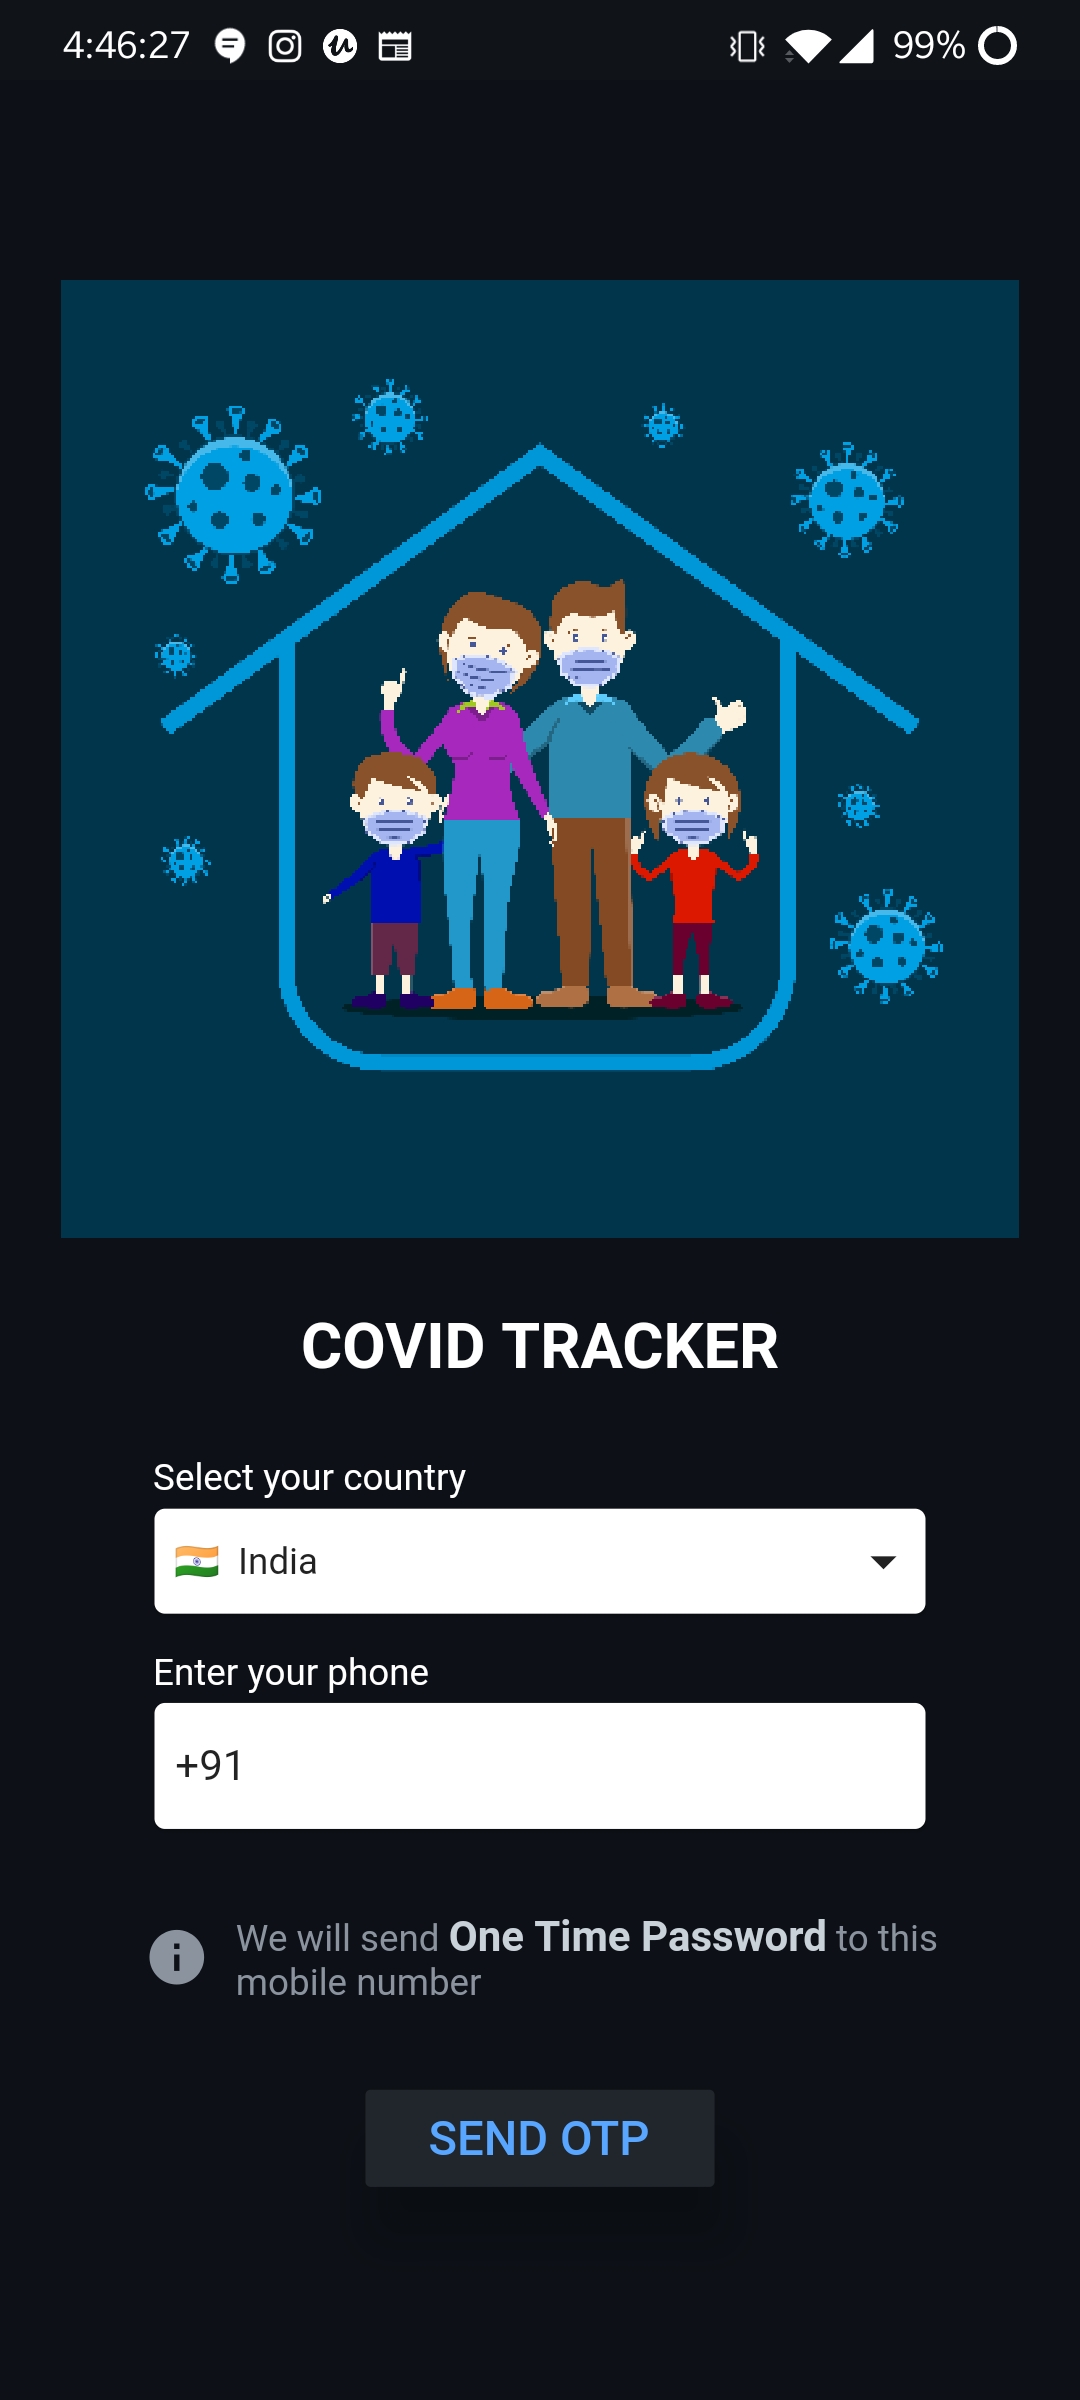 4:46:27 99%
COVID TRACKER
Select your country
India
Enter your phone
+91
We will send One Time Password to this
mobile number
SEND OTP